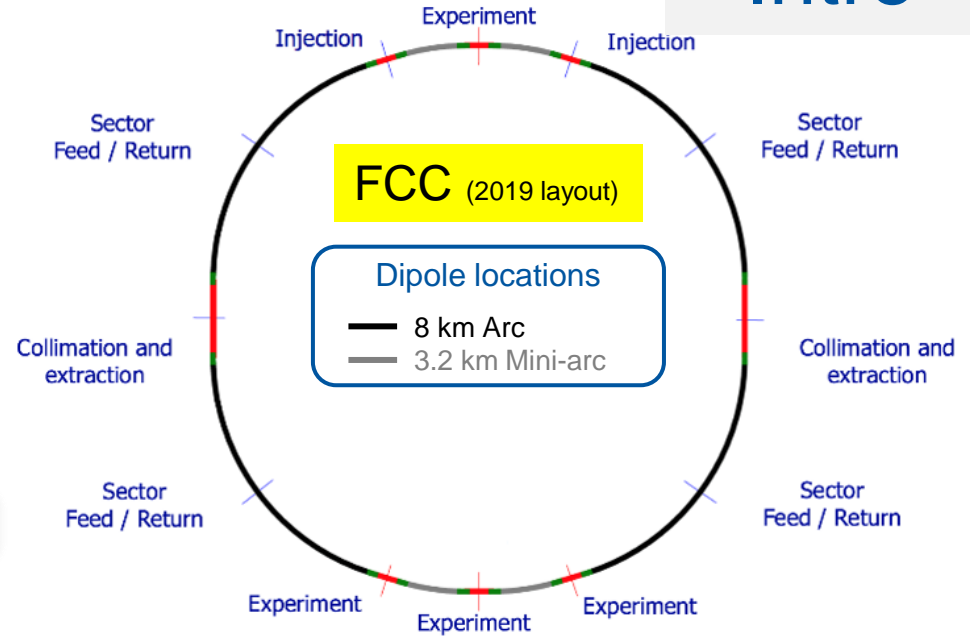 Intro
Experiment
Injection
Injection
Sector
Feed / Return
Sector
Feed / Return
FCC (2019 layout)
Dipole locations
8 km Arc
3.2 km Mini-arc
Collimation and
extraction
Collimation and
extraction
Sector
Feed / Return
Sector
Feed / Return
Experiment
Experiment
Experiment